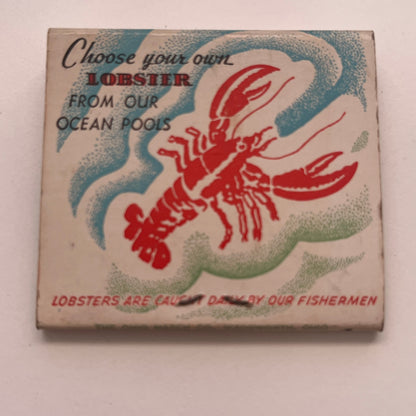 Choose your own
LOBSTER
FROM OUR
OCEAN POOLS
LOBSTERS ARE CAUGHT DAILY BY OUR FISHERMEN